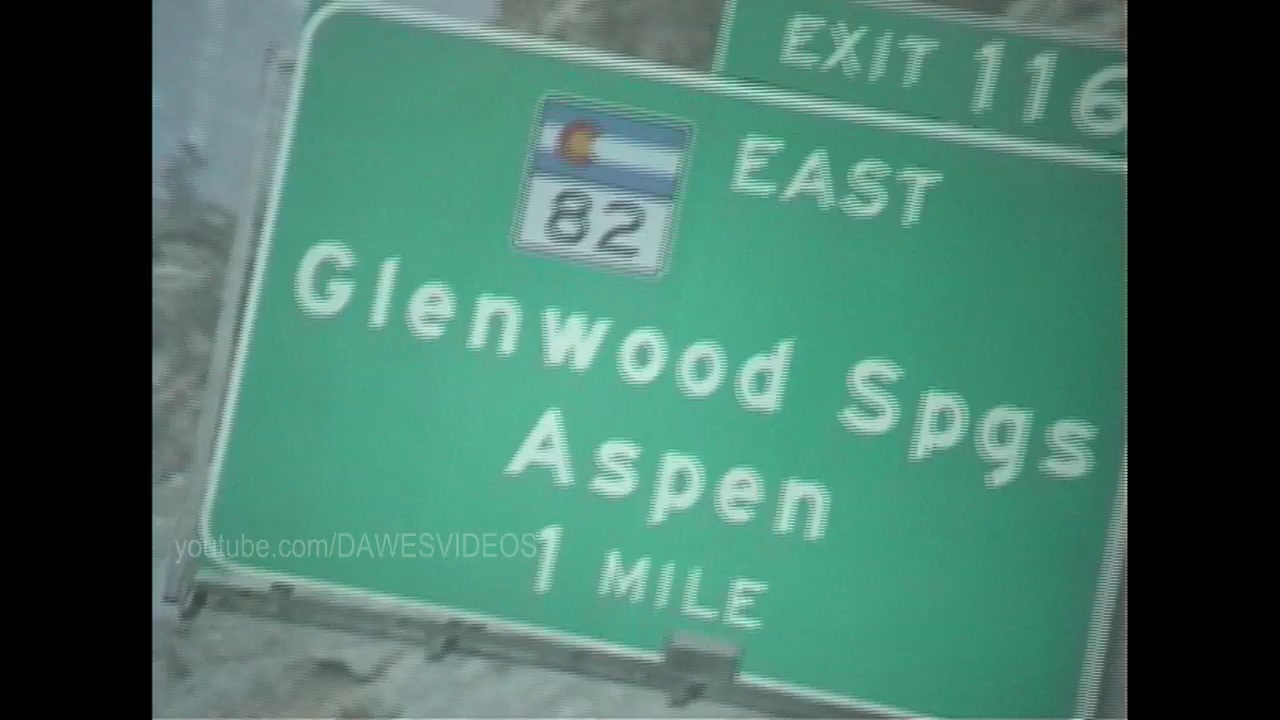 EXIT 116
82 EAST
Glenwood Spgs
Aspen
1 MILE
youtube.com/DAWESVIDEOS